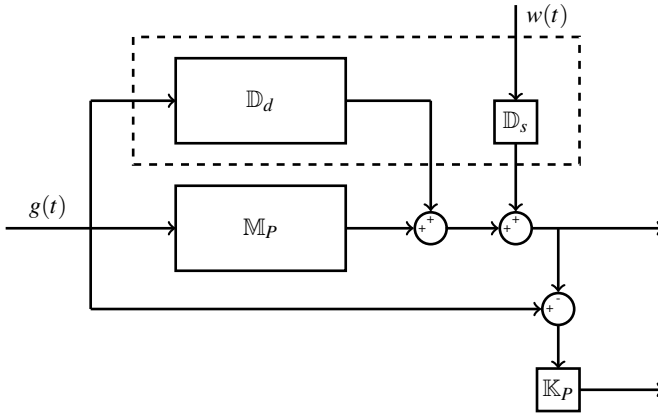 w(t)
𝔻_d
𝔻_s
g(t)
𝕄_P
+
+
+
+
-
+
𝕂_P